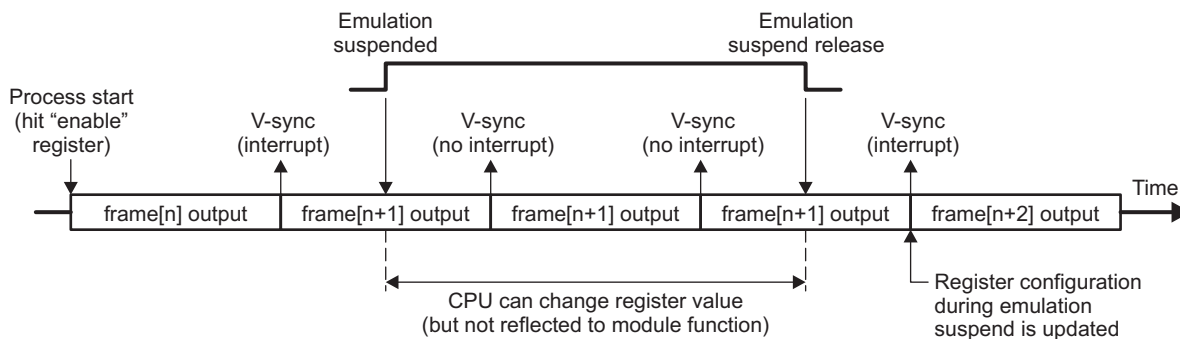 Emulation
suspended
Emulation
suspend release
Process start
(hit “enable”
register)
V-sync
(interrupt)
V-sync
(no interrupt)
V-sync
(no interrupt)
V-sync
(interrupt)
Time
frame[n] output
frame[n+1] output
frame[n+1] output
frame[n+1] output
frame[n+2] output
CPU can change register value
(but not reflected to module function)
Register configuration
during emulation
suspend is updated